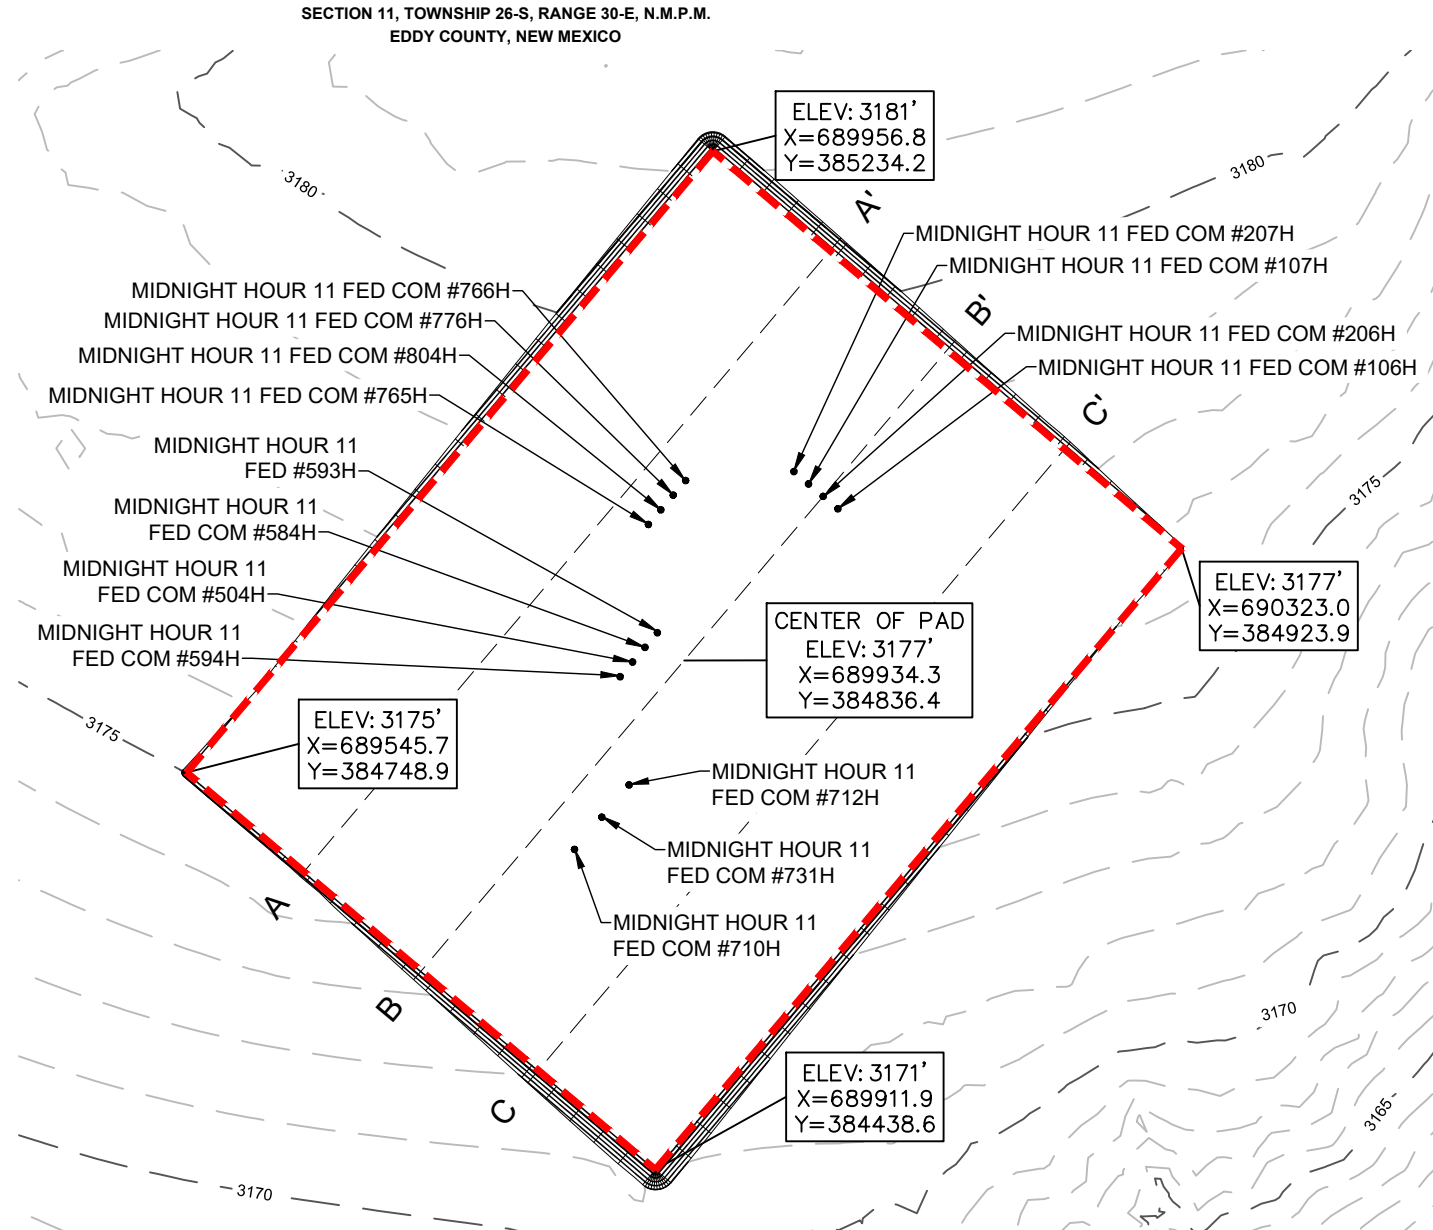 SECTION 11, TOWNSHIP 26-S, RANGE 30-E, N.M.P.M.
EDDY COUNTY, NEW MEXICO
ELEV: 3181'
X=689956.8
Y=385234.2
3180
3180
A'
MIDNIGHT HOUR 11 FED COM #207H
MIDNIGHT HOUR 11 FED COM #107H
B'
MIDNIGHT HOUR 11 FED COM #206H
MIDNIGHT HOUR 11 FED COM #106H
C'
MIDNIGHT HOUR 11 FED COM #766H
MIDNIGHT HOUR 11 FED COM #776H
MIDNIGHT HOUR 11 FED COM #804H
MIDNIGHT HOUR 11 FED COM #765H
MIDNIGHT HOUR 11
FED #593H
MIDNIGHT HOUR 11
FED COM #584H
MIDNIGHT HOUR 11
FED COM #504H
MIDNIGHT HOUR 11
FED COM #594H
3175
ELEV: 3177'
X=690323.0
Y=384923.9
CENTER OF PAD
ELEV: 3177'
X=689934.3
Y=384836.4
3175
ELEV: 3175'
X=689545.7
Y=384748.9
MIDNIGHT HOUR 11
FED COM #712H
MIDNIGHT HOUR 11
FED COM #731H
MIDNIGHT HOUR 11
FED COM #710H
A
B
C
3170
ELEV: 3171'
X=689911.9
Y=384438.6
3165
3170